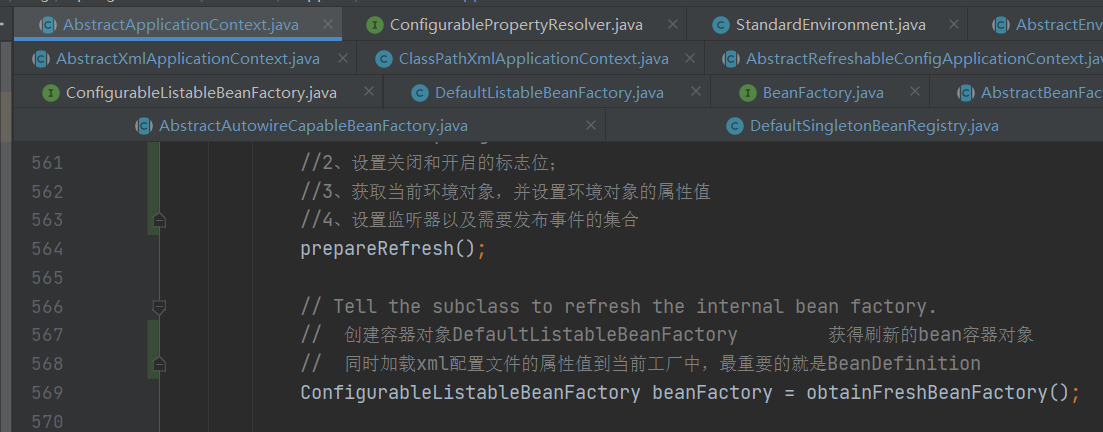 AbstractApplicationContext.java ConfigurablePropertyResolver.java StandardEnvironment.java AbstractEnv
AbstractXmlApplicationContext.java ClassPathXmlApplicationContext.java AbstractRefreshableConfigApplicationContext.java
ConfigurableListableBeanFactory.java DefaultListableBeanFactory.java BeanFactory.java AbstractBeanFact
AbstractAutowireCapableBeanFactory.java DefaultSingletonBeanRegistry.java
561 //2、设置关闭和开启的标志位;
562 //3、获取当前环境对象，并设置环境对象的属性值
563 //4、设置监听器以及需要发布事件的集合
564 prepareRefresh();
565
566 // Tell the subclass to refresh the internal bean factory.
567 // 创建容器对象DefaultListableBeanFactory 获得刷新的bean容器对象
568 // 同时加载xml配置文件的属性值到当前工厂中，最重要的就是BeanDefinition
569 ConfigurableListableBeanFactory beanFactory = obtainFreshBeanFactory();
570